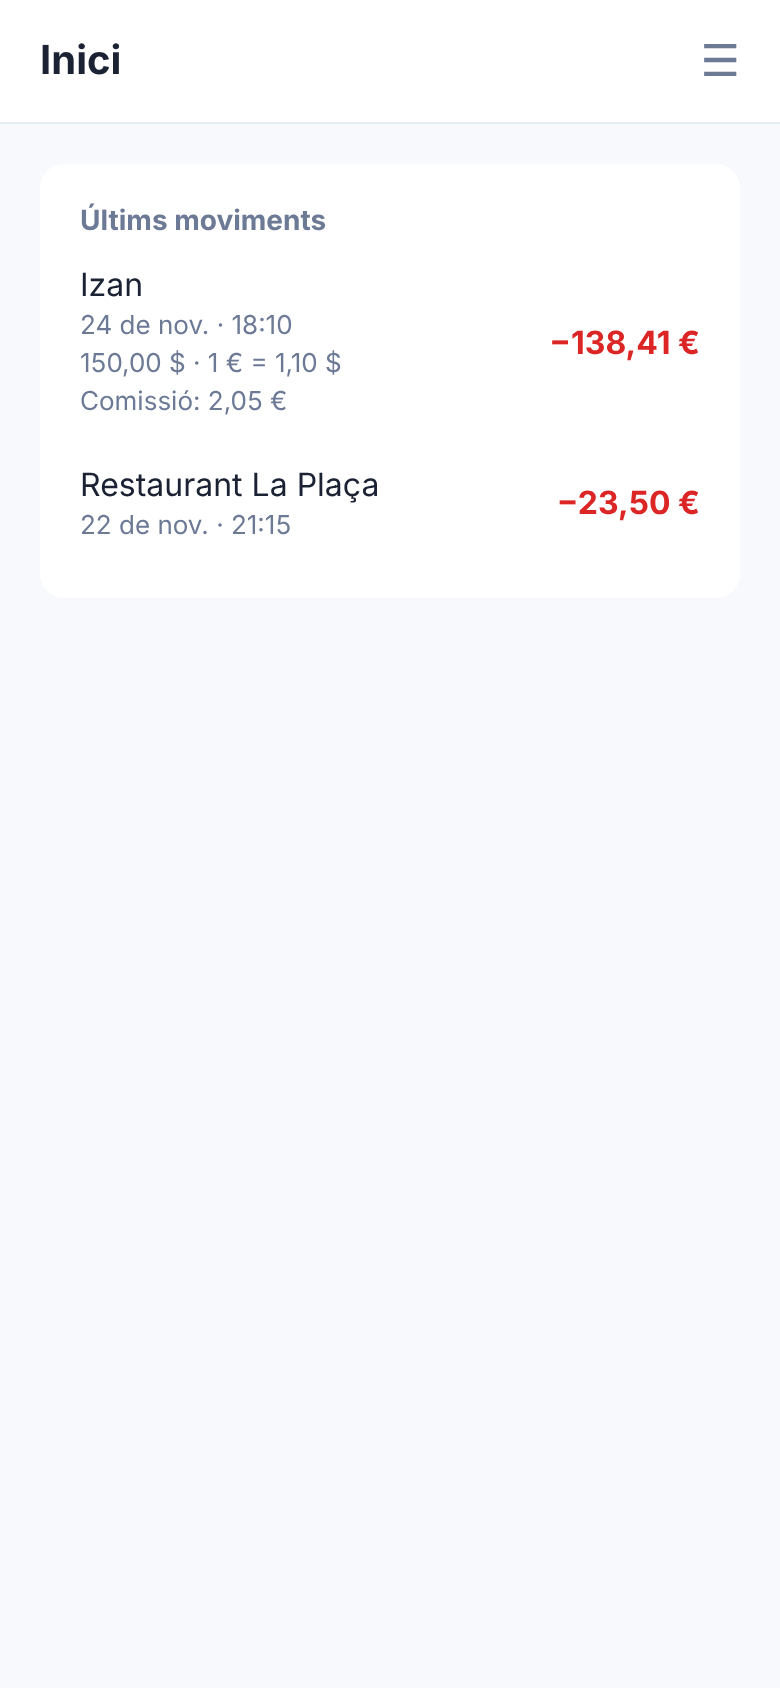 Inici
Últims moviments
Izan
24 de nov. · 18:10
150,00 $ · 1 € = 1,10 $
Comissió: 2,05 €
−138,41 €
Restaurant La Plaça
22 de nov. · 21:15
−23,50 €